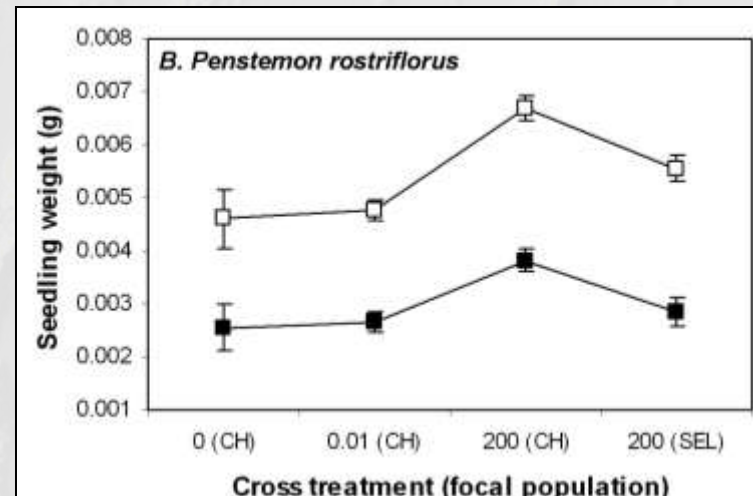 0.008
B. Penstemon rostriflorus
0.007
0.006
0.005
0.004
0.003
0.002
0.001
Seedling weight (g)
0 (CH) 0.01 (CH) 200 (CH) 200 (SEL)
Cross treatment (focal population)